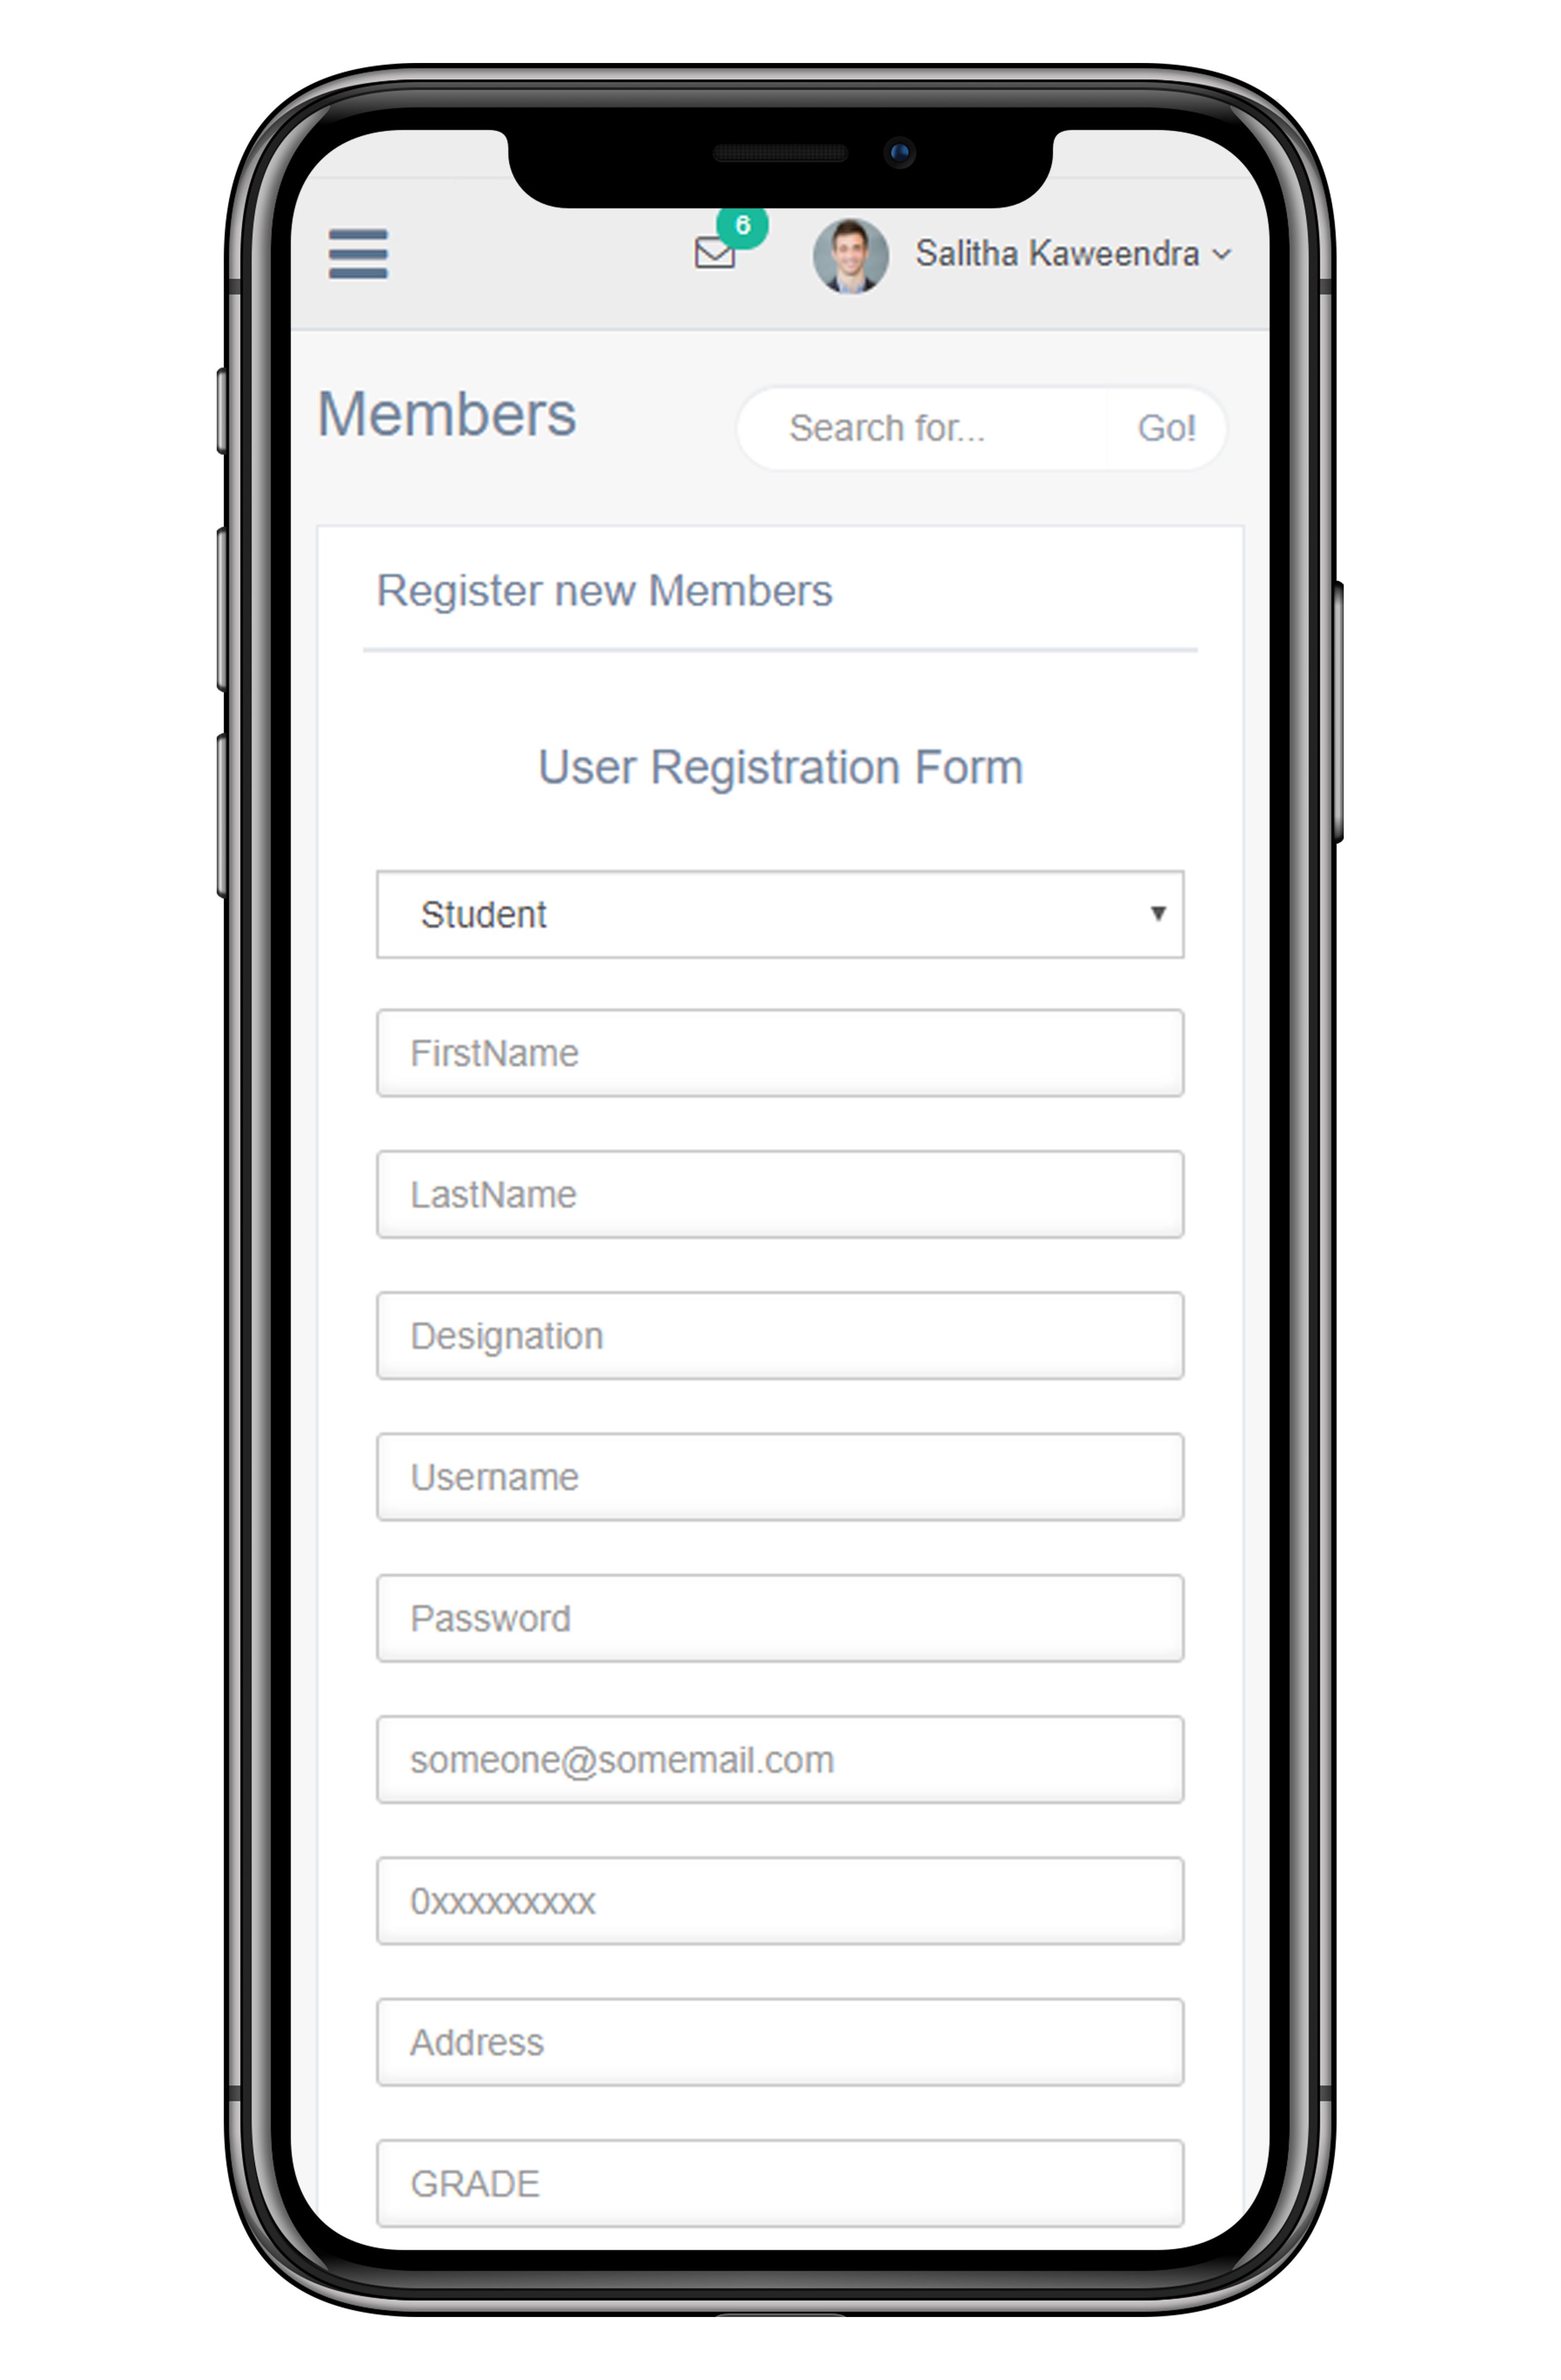 6
Salitha Kaweendra
Members
Search for...
Go!
Register new Members
User Registration Form
Student
FirstName
LastName
Designation
Username
Password
someone@somemail.com
0xxxxxxxxx
Address
GRADE